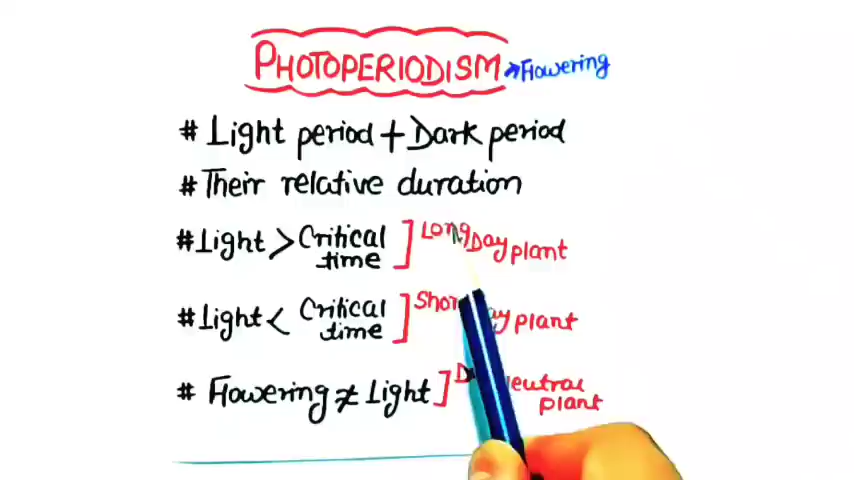 PHOTOPERIODISM → Flowering
# Light period + Dark period
# Their relative duration
# Light > Critical time ] Long Day plant
# Light < Critical time ] plant
# Flowering ≠ Light ] plant